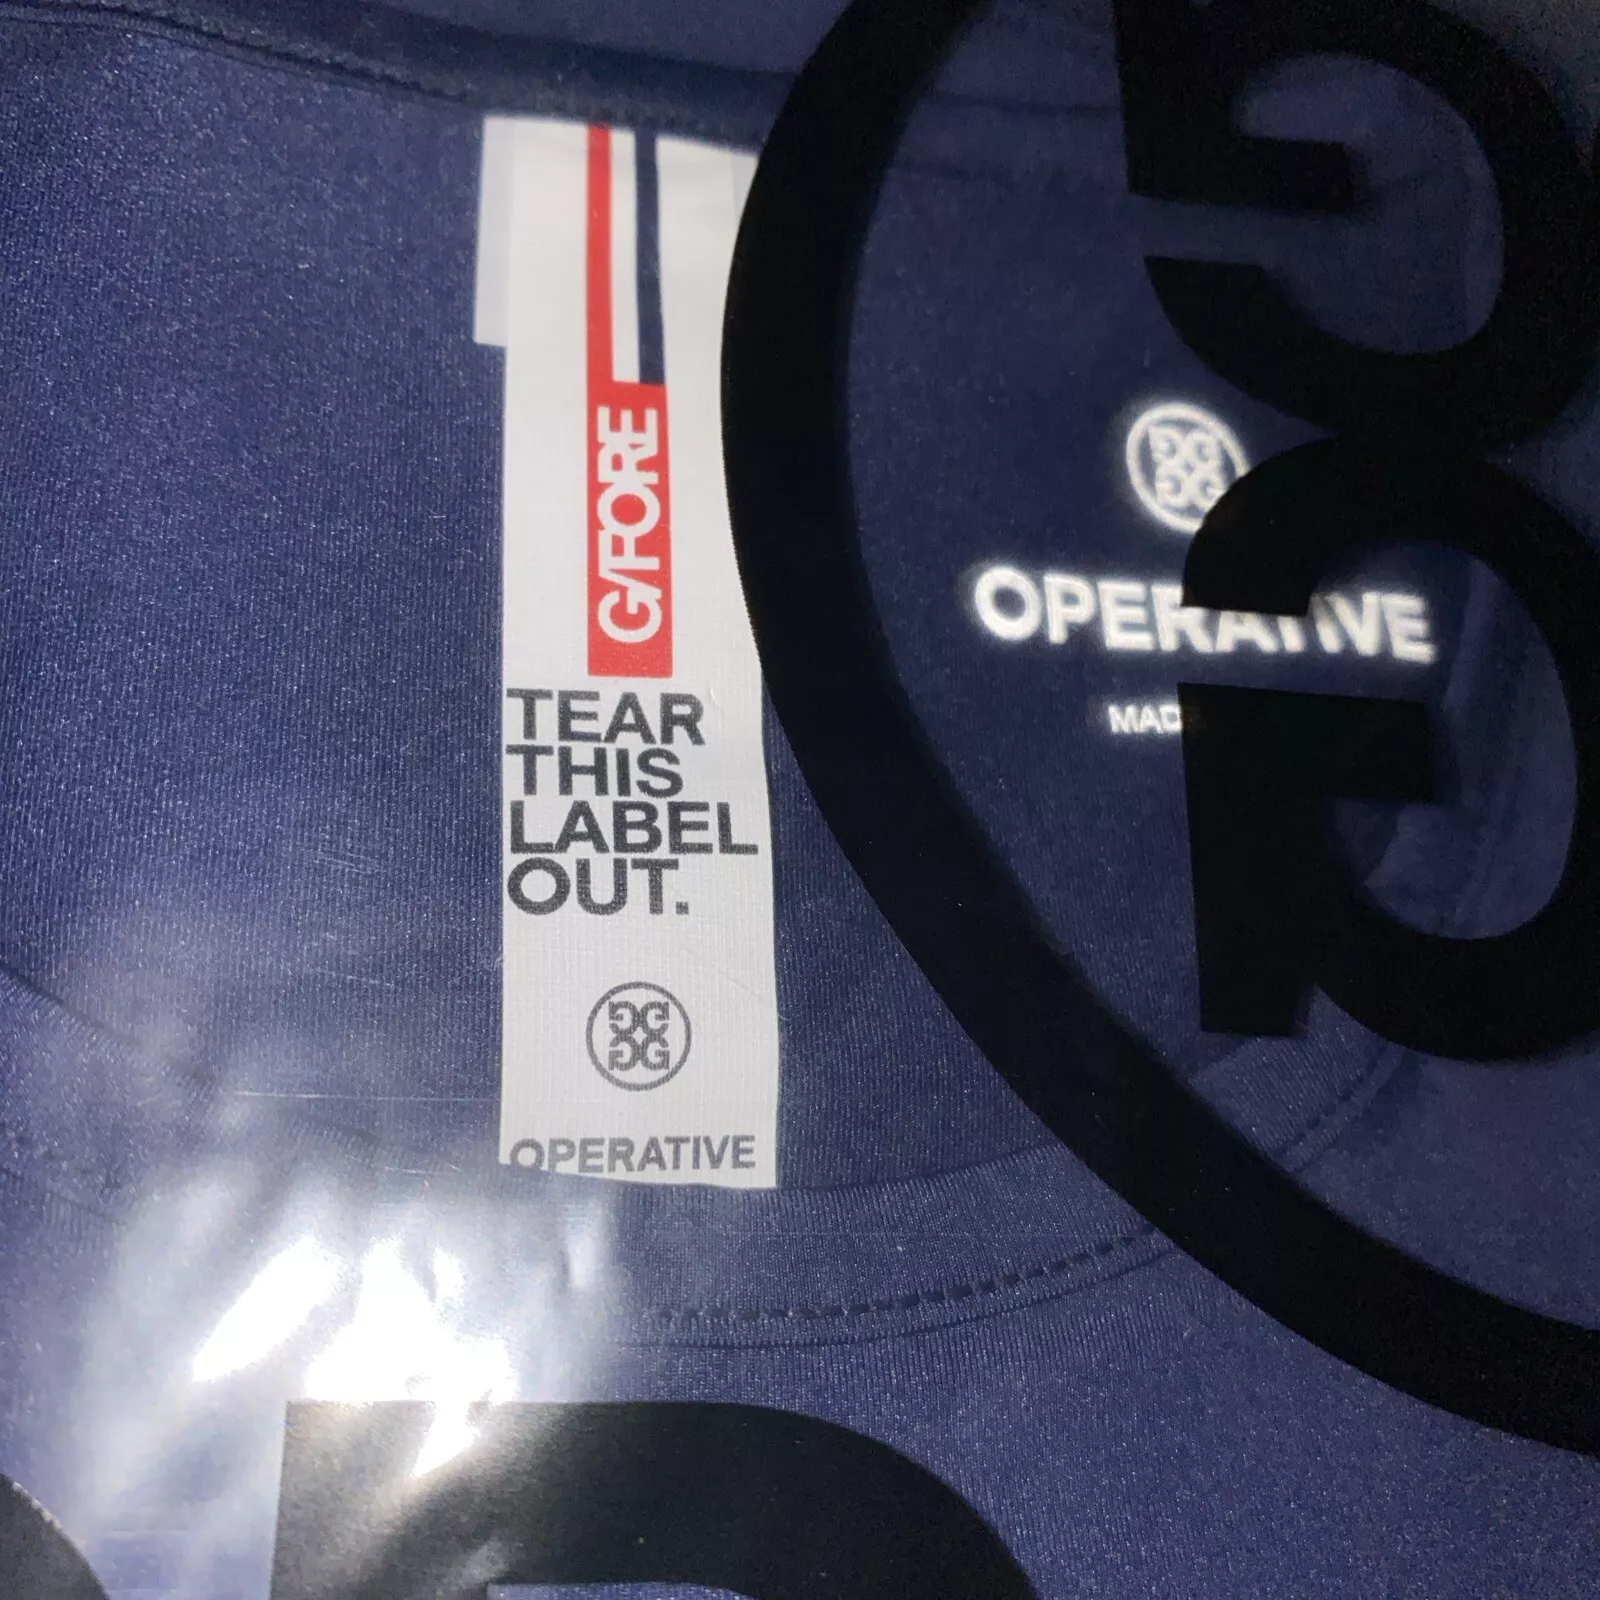 G/FORE
TEAR
THIS
LABEL
OUT.
OPERATIVE
OPERATIVE